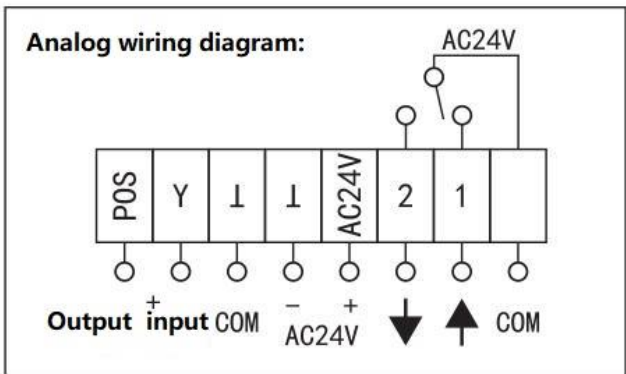 Analog wiring diagram:
AC24V
POS Y ⊥ ⊥ AC24V 2 1
+ − +
Output input COM AC24V COM